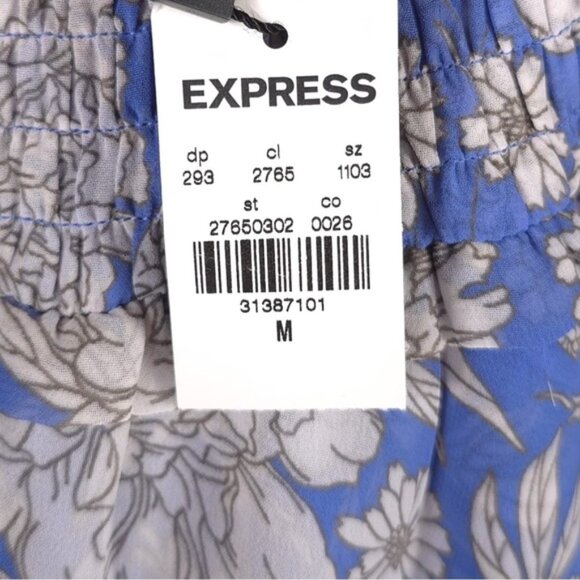 EXPRESS
dp cl sz
293 2765 1103
st co
27650302 0026
31387101
M